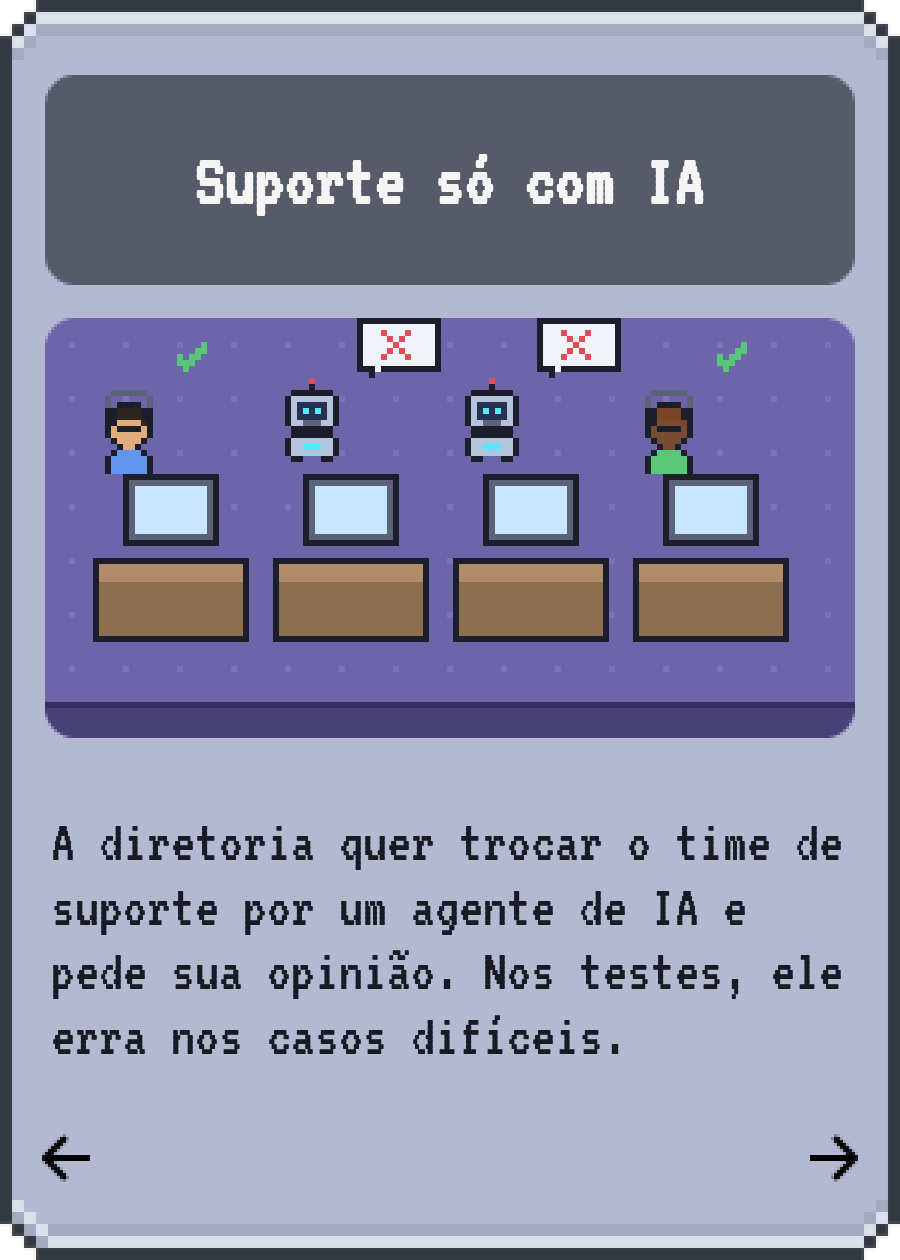 Suporte só com IA
A diretoria quer trocar o time de
suporte por um agente de IA e
pede sua opinião. Nos testes, ele
erra nos casos difíceis.